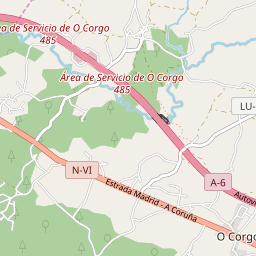 Área de Servicio de O Corgo
485
Área de Servicio de O Corgo
485
LU-
N-VI
Estrada Madrid - A Coruña
A-6
Autov
O Corgo